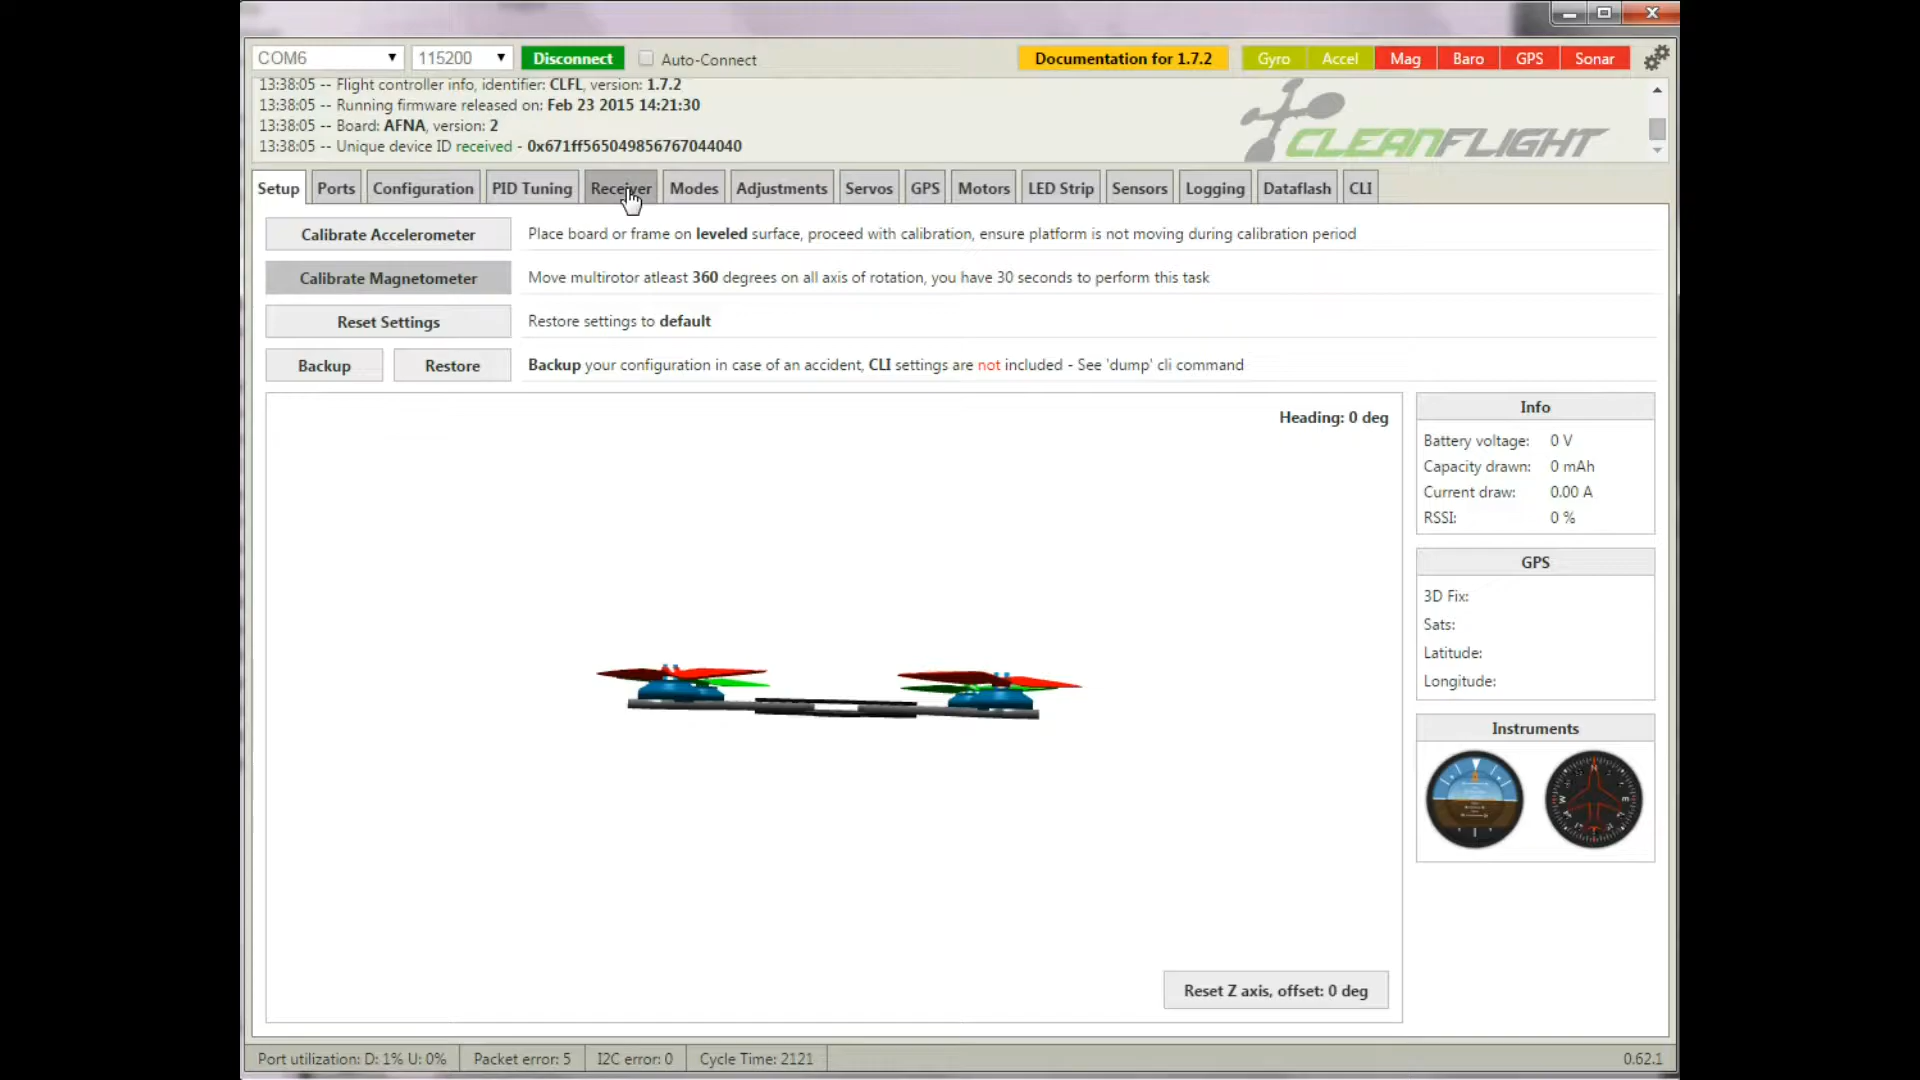 COM6 115200 Disconnect Auto-Connect Documentation for 1.7.2 Gyro Accel Mag Baro GPS Sonar
13:38:05 -- Flight controller info, identifier: CLFL, version: 1.7.2
13:38:05 -- Running firmware released on: Feb 23 2015 14:21:30
13:38:05 -- Board: AFNA, version: 2
13:38:05 -- Unique device ID received - 0x671ff565049856767044040
CLEANFLIGHT
Setup Ports Configuration PID Tuning Receiver Modes Adjustments Servos GPS Motors LED Strip Sensors Logging Dataflash CLI
Calibrate Accelerometer Place board or frame on leveled surface, proceed with calibration, ensure platform is not moving during calibration period
Calibrate Magnetometer Move multirotor atleast 360 degrees on all axis of rotation, you have 30 seconds to perform this task
Reset Settings Restore settings to default
Backup Restore Backup your configuration in case of an accident, CLI settings are not included - See 'dump' cli command
Heading: 0 deg
Info
Battery voltage: 0 V
Capacity drawn: 0 mAh
Current draw: 0.00 A
RSSI: 0 %
GPS
3D Fix:
Sats:
Latitude:
Longitude:
Instruments
Reset Z axis, offset: 0 deg
Port utilization: D: 1% U: 0% Packet error: 5 I2C error: 0 Cycle Time: 2121 0.62.1